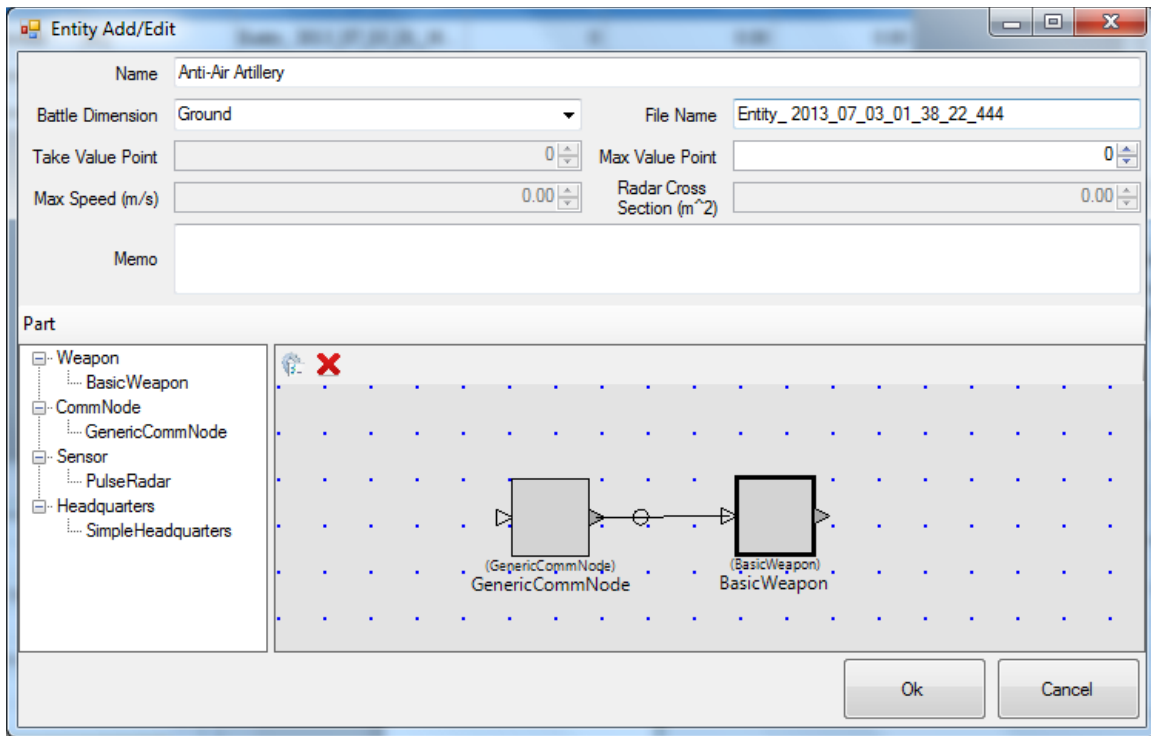 Entity Add/Edit
Name Anti-Air Artillery
Battle Dimension Ground File Name Entity_ 2013_07_03_01_38_22_444
Take Value Point 0 Max Value Point 0
Max Speed (m/s) 0.00 Radar Cross
Section (m^2) 0.00
Memo
Part
Weapon
BasicWeapon
CommNode
GenericCommNode
Sensor
PulseRadar
Headquarters
SimpleHeadquarters
(GenericCommNode)
GenericCommNode
(BasicWeapon)
BasicWeapon
Ok Cancel